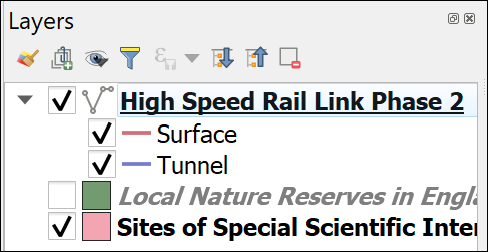 Layers
High Speed Rail Link Phase 2
Surface
Tunnel
Local Nature Reserves in Engla
Sites of Special Scientific Inter